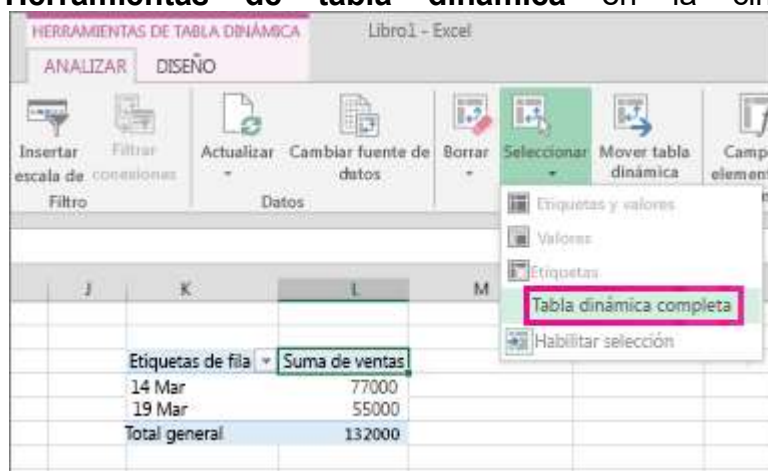 Herramientas de tabla dinámica en la
HERRAMIENTAS DE TABLA DINÁMICA Libro1 - Excel
ANALIZAR DISEÑO
Insertar Filtrar Actualizar Cambiar fuente de Borrar Seleccionar Mover tabla
escala de conexiones datos dinámica
Filtro Datos
Etiquetas y valores
Valores
Etiquetas
Tabla dinámica completa
Habilitar selección
J K L M
Etiquetas de fila Suma de ventas
14 Mar 77000
19 Mar 55000
Total general 132000